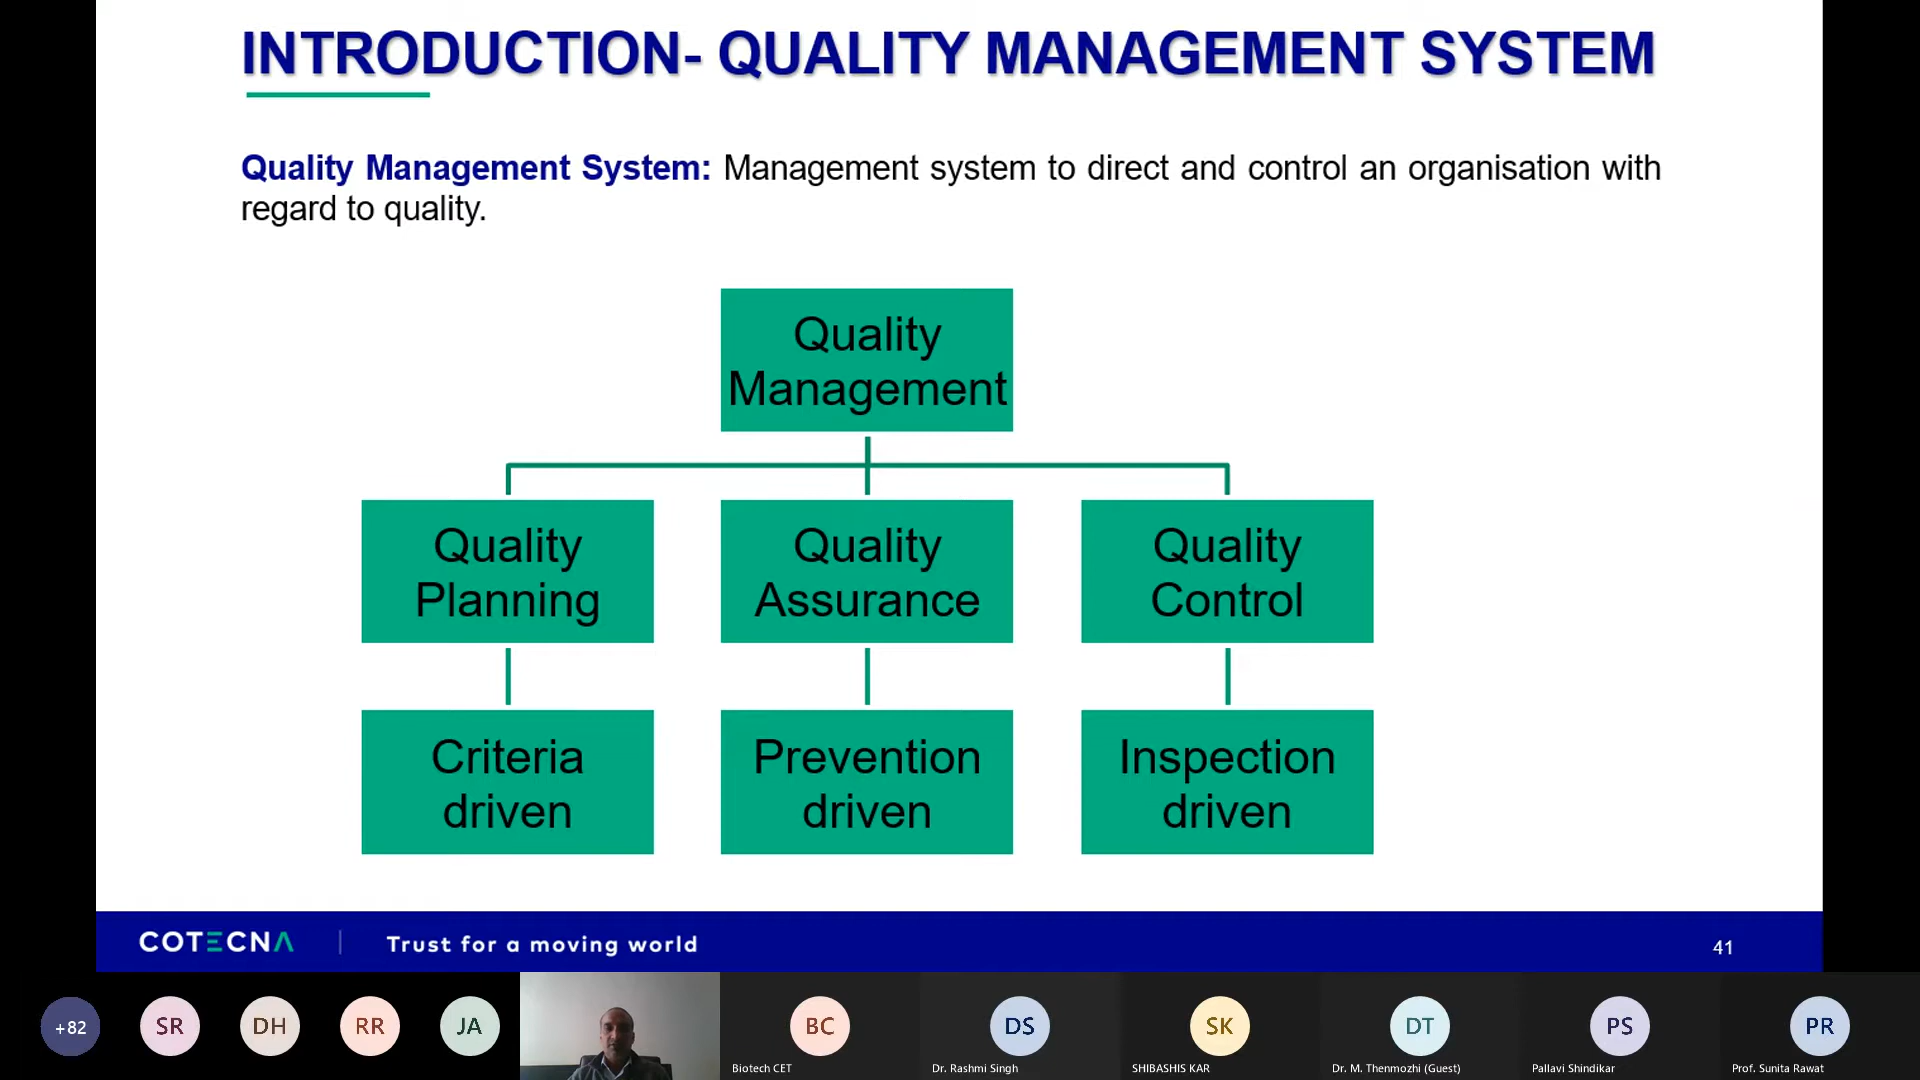 INTRODUCTION- QUALITY MANAGEMENT SYSTEM
Quality Management System: Management system to direct and control an organisation with
regard to quality.
Quality
Management
Quality
Planning
Quality
Assurance
Quality
Control
Criteria
driven
Prevention
driven
Inspection
driven
COTECNA
Trust for a moving world
41
+82
SR
DH
RR
JA
BC
DS
SK
DT
PS
PR
Biotech CET
Dr. Rashmi Singh
SHIBASHIS KAR
Dr. M. Thenmozhi (Guest)
Pallavi Shindikar
Prof. Sunita Rawat